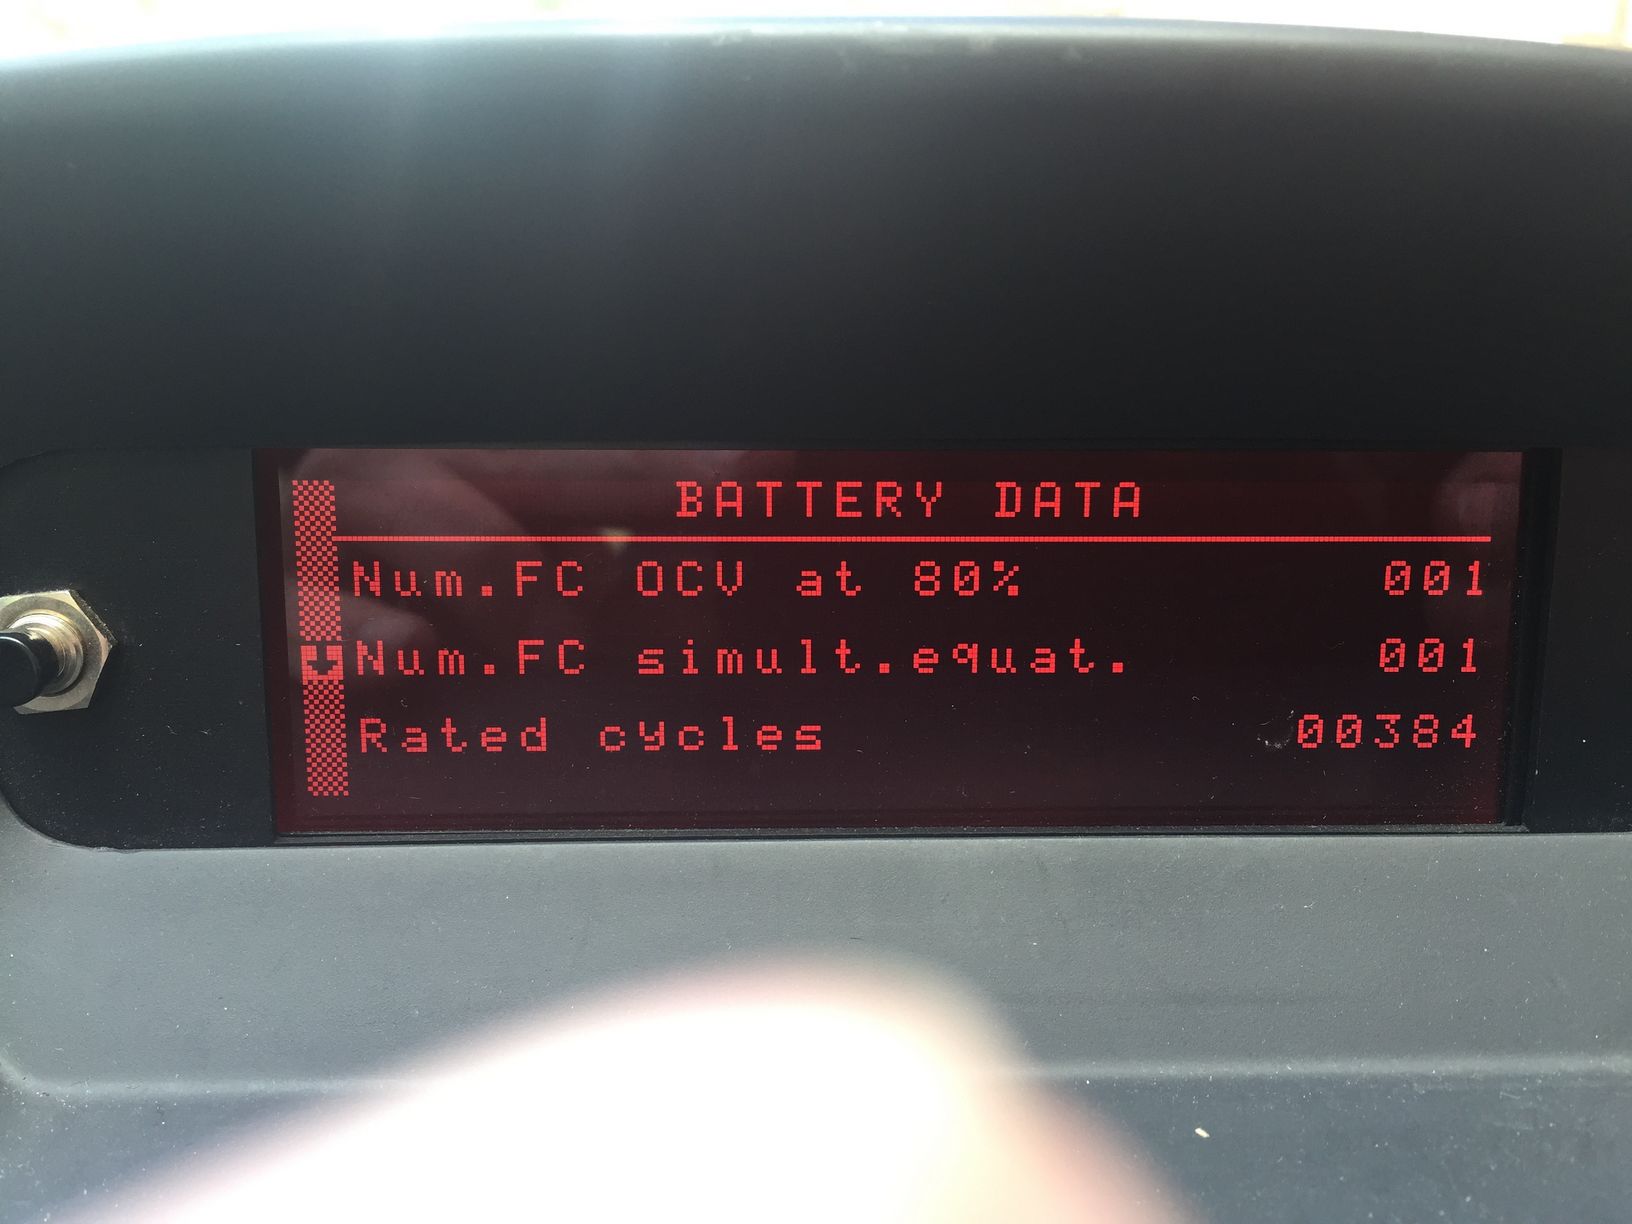 BATTERY DATA
Num.FC OCV at 80% 001
Num.FC simult.equat. 001
Rated cycles 00384